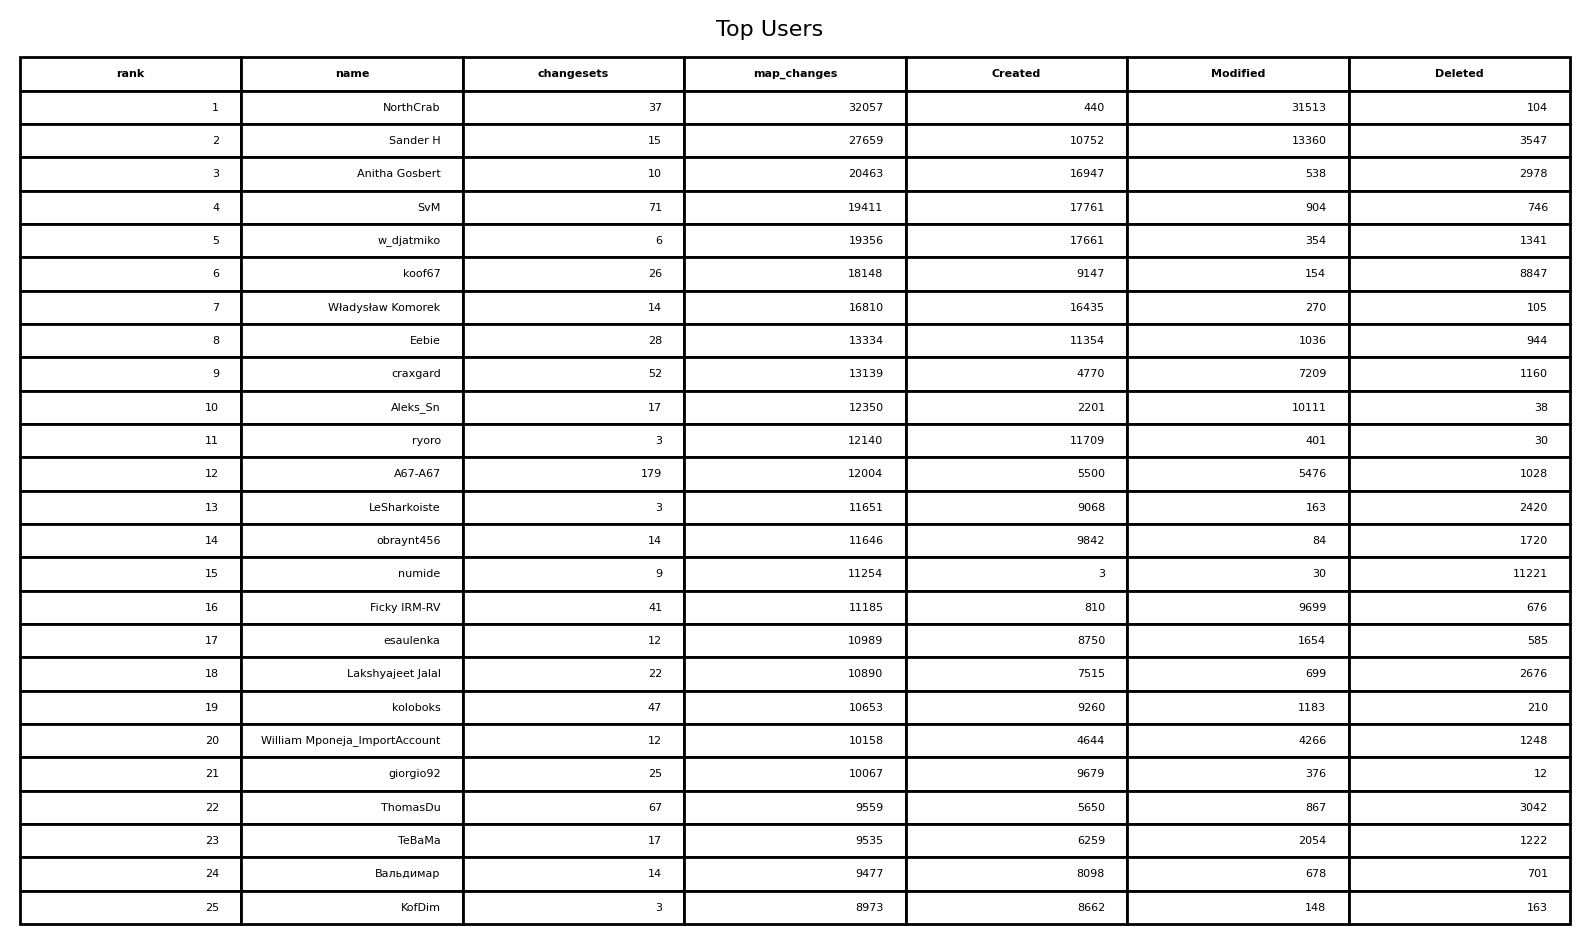 Top Users
rank name changesets map_changes Created Modified Deleted
1 NorthCrab 37 32057 440 31513 104
2 Sander H 15 27659 10752 13360 3547
3 Anitha Gosbert 10 20463 16947 538 2978
4 SvM 71 19411 17761 904 746
5 w_djatmiko 6 19356 17661 354 1341
6 koof67 26 18148 9147 154 8847
7 Władysław Komorek 14 16810 16435 270 105
8 Eebie 28 13334 11354 1036 944
9 craxgard 52 13139 4770 7209 1160
10 Aleks_Sn 17 12350 2201 10111 38
11 ryoro 3 12140 11709 401 30
12 A67-A67 179 12004 5500 5476 1028
13 LeSharkoiste 3 11651 9068 163 2420
14 obraynt456 14 11646 9842 84 1720
15 numide 9 11254 3 30 11221
16 Ficky IRM-RV 41 11185 810 9699 676
17 esaulenka 12 10989 8750 1654 585
18 Lakshyajeet Jalal 22 10890 7515 699 2676
19 koloboks 47 10653 9260 1183 210
20 William Mponeja_ImportAccount 12 10158 4644 4266 1248
21 giorgio92 25 10067 9679 376 12
22 ThomasDu 67 9559 5650 867 3042
23 TeBaMa 17 9535 6259 2054 1222
24 Вальдимар 14 9477 8098 678 701
25 KofDim 3 8973 8662 148 163